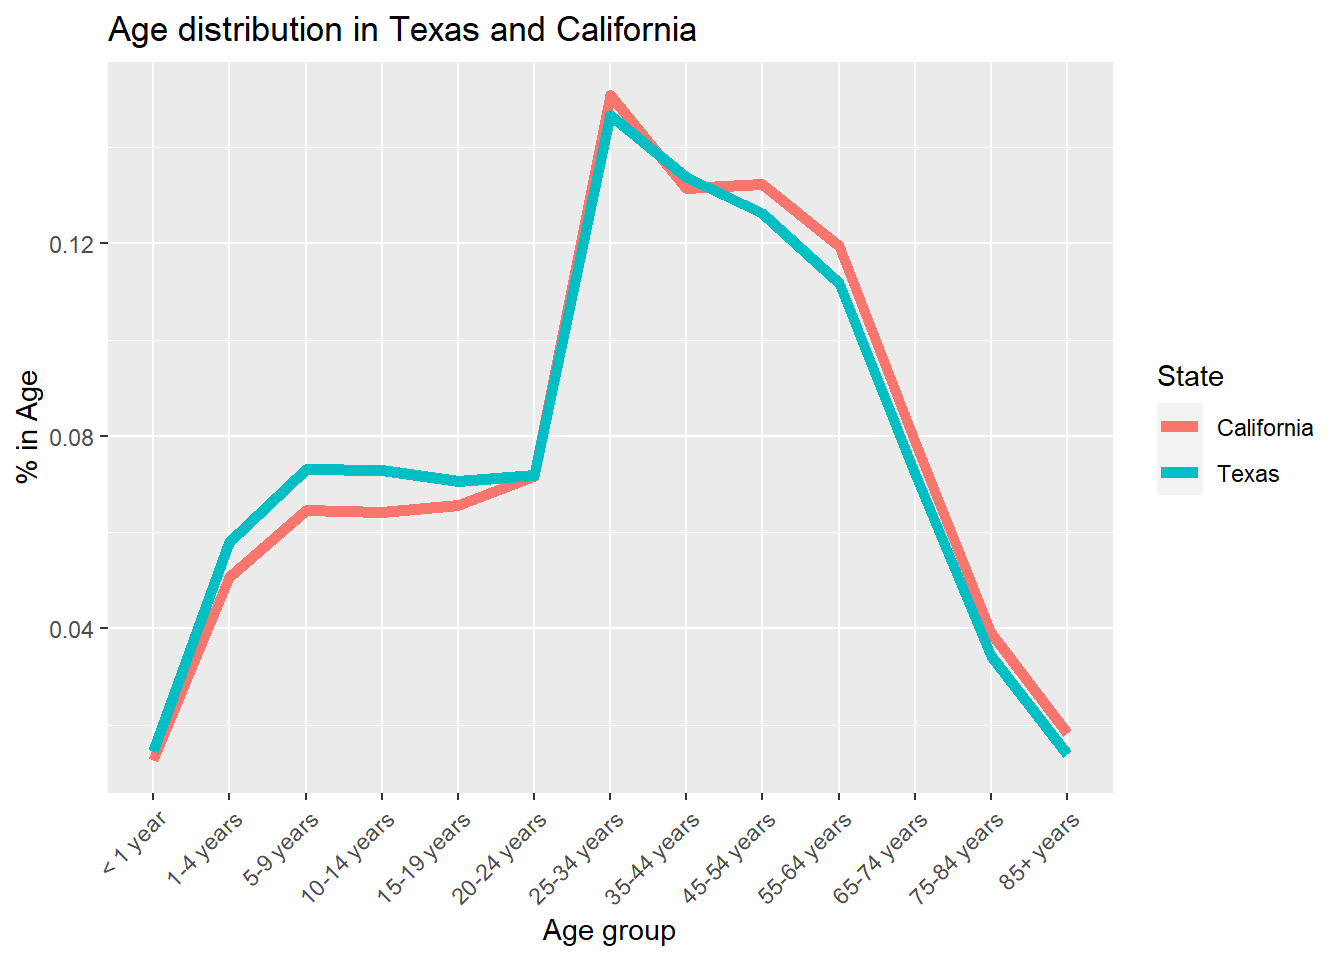 Age distribution in Texas and California
% in Age
0.12
0.08
0.04
< 1 year
1-4 years
5-9 years
10-14 years
15-19 years
20-24 years
25-34 years
35-44 years
45-54 years
55-64 years
65-74 years
75-84 years
85+ years
Age group
State
California
Texas